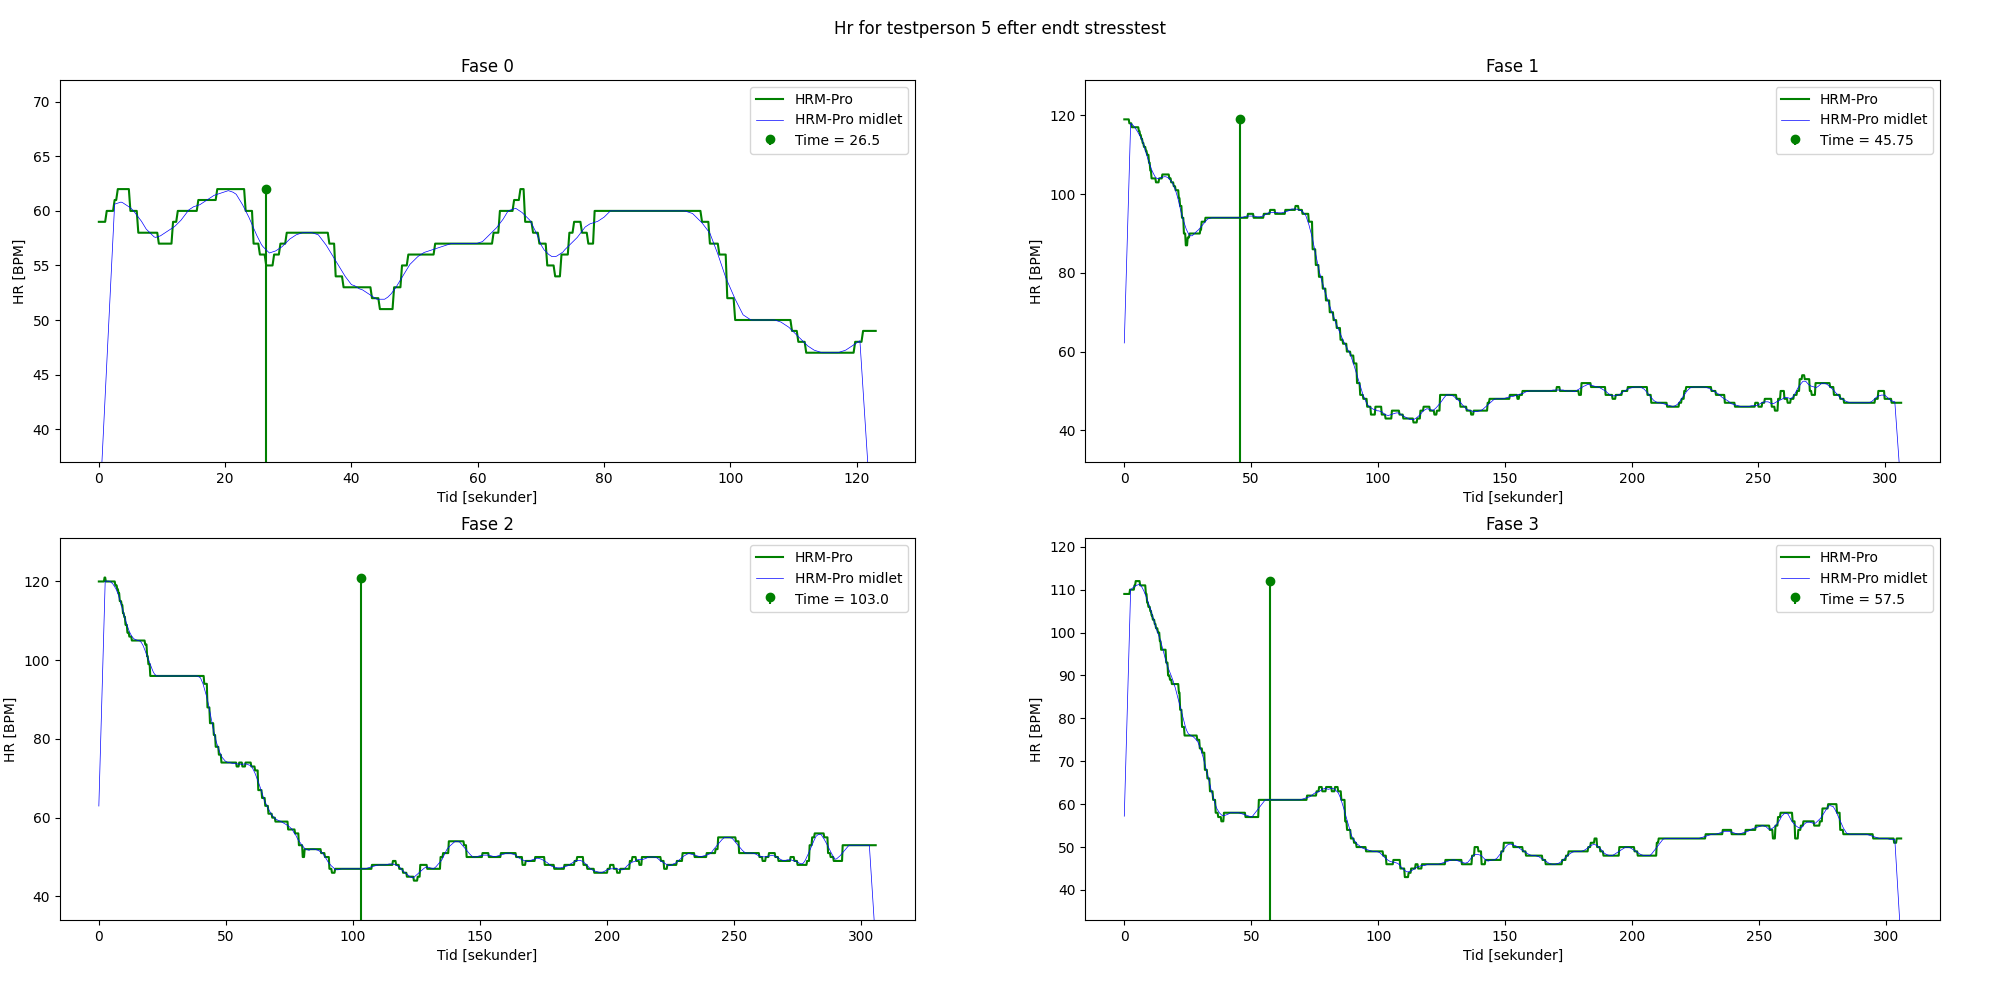 Hr for testperson 5 efter endt stresstest
Fase 0
HR [BPM]
70
65
60
55
50
45
40
0 20 40 60 80 100 120
Tid [sekunder]
HRM-Pro
HRM-Pro midlet
Time = 26.5
Fase 1
HR [BPM]
120
100
80
60
40
0 50 100 150 200 250 300
Tid [sekunder]
HRM-Pro
HRM-Pro midlet
Time = 45.75
Fase 2
HR [BPM]
120
100
80
60
40
0 50 100 150 200 250 300
Tid [sekunder]
HRM-Pro
HRM-Pro midlet
Time = 103.0
Fase 3
HR [BPM]
120
110
100
90
80
70
60
50
40
0 50 100 150 200 250 300
Tid [sekunder]
HRM-Pro
HRM-Pro midlet
Time = 57.5